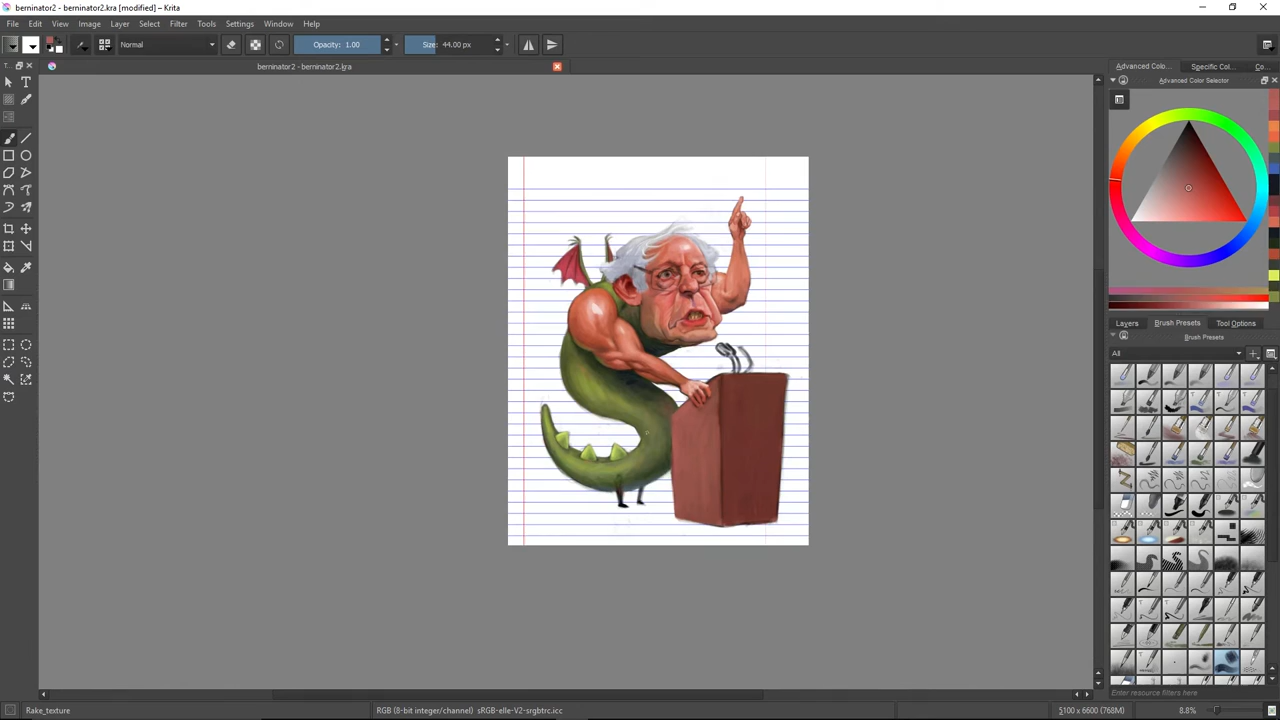 berninator2 - berninator2.kra [modified] – Krita
File Edit View Image Layer Select Filter Tools Settings Window Help
Normal Opacity: 1.00 Size: 44.00 px
T... berninator2 - berninator2.kra Advanced Colo... Specific Col... Co...
Advanced Color Selector
Layers Brush Presets Tool Options
Brush Presets
All
Enter resource filters here
Rake_texture RGB (8-bit integer/channel) sRGB-elle-V2-srgbtrc.icc 5100 x 6600 (768M) 8.8%